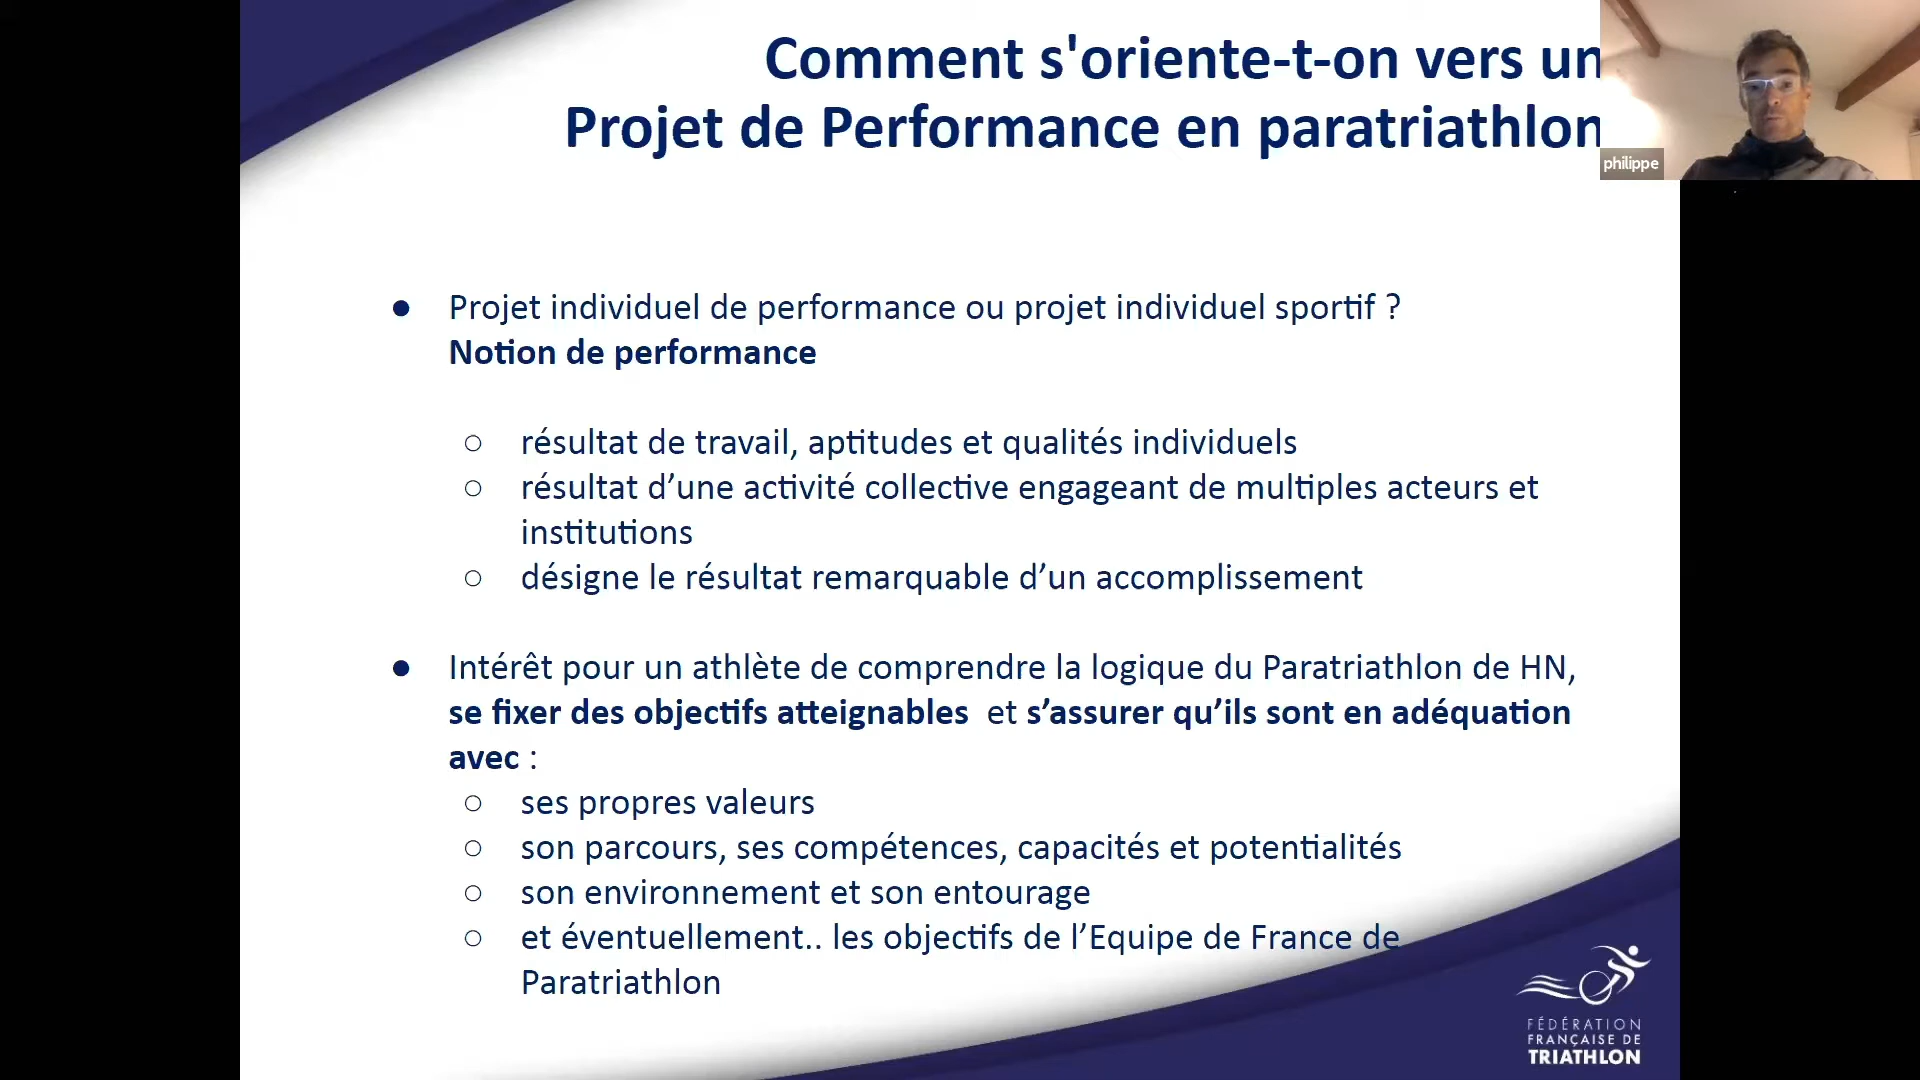 Comment s'oriente-t-on vers un
Projet de Performance en paratriathlon
philippe
● Projet individuel de performance ou projet individuel sportif ?
Notion de performance
○ résultat de travail, aptitudes et qualités individuels
○ résultat d’une activité collective engageant de multiples acteurs et
institutions
○ désigne le résultat remarquable d’un accomplissement
● Intérêt pour un athlète de comprendre la logique du Paratriathlon de HN,
se fixer des objectifs atteignables et s’assurer qu’ils sont en adéquation
avec :
○ ses propres valeurs
○ son parcours, ses compétences, capacités et potentialités
○ son environnement et son entourage
○ et éventuellement.. les objectifs de l’Equipe de France de
Paratriathlon
FÉDÉRATION
FRANÇAISE DE
TRIATHLON